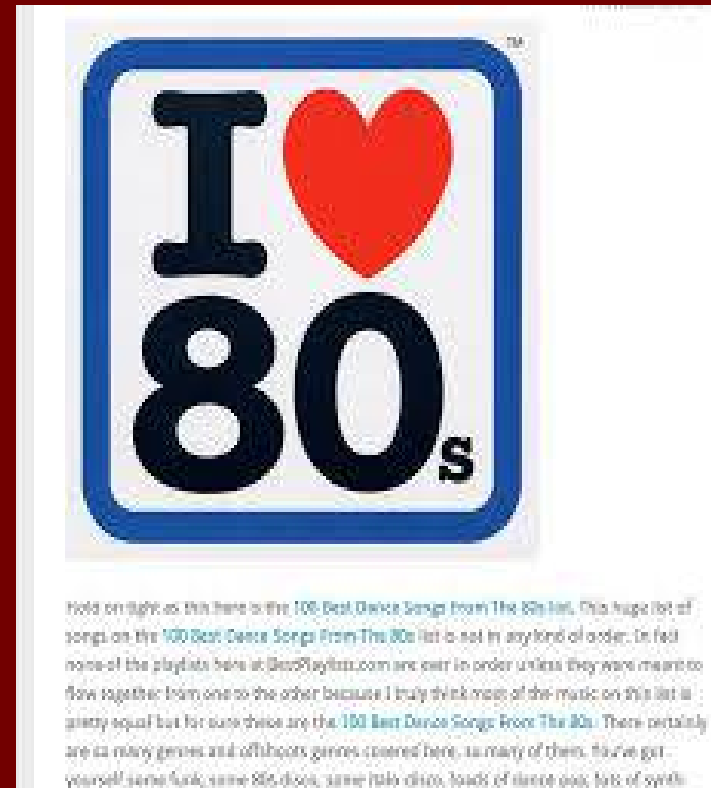 TM
I ♥
80s
Hold on tight as this here is the 100 Best Dance Songs From The 80s list. This huge list of
songs on the 100 Best Dance Songs From The 80s list is not in any kind of order. In fact
none of the playlists here at BestPlaylists.com are ever in order unless they were meant to
flow together from one to the other because I truly think most of the music on this list is
pretty equal but for sure these are the 100 Best Dance Songs From The 80s. There certainly
are so many genres and offshoots genres covered here, so many of them. You've got
yourself some funk, some 80s disco, some italo disco, loads of dance pop, lots of synth